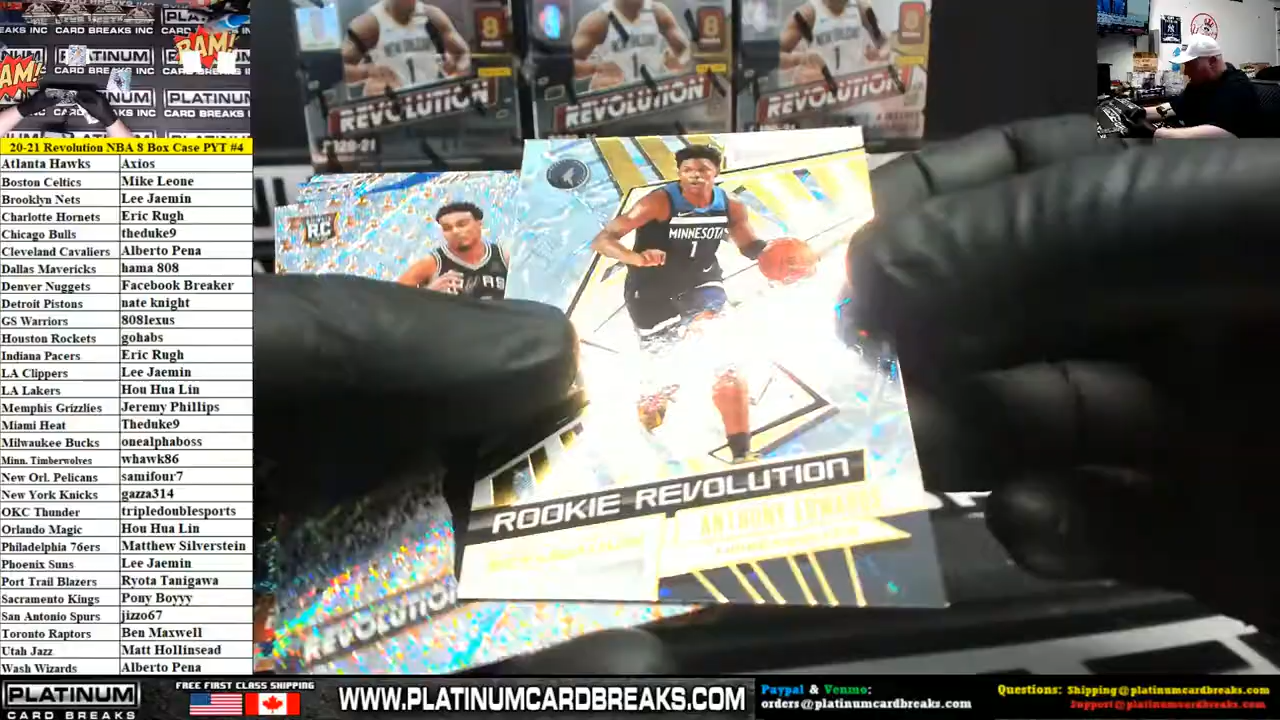 20-21 Revolution NBA 8 Box Case PYT #4
Atlanta Hawks Axios
Boston Celtics Mike Leone
Brooklyn Nets Lee Jaemin
Charlotte Hornets Eric Rugh
Chicago Bulls theduke9
Cleveland Cavaliers Alberto Pena
Dallas Mavericks hama 808
Denver Nuggets Facebook Breaker
Detroit Pistons nate knight
GS Warriors 808lexus
Houston Rockets gohabs
Indiana Pacers Eric Rugh
LA Clippers Lee Jaemin
LA Lakers Hou Hua Lin
Memphis Grizzlies Jeremy Phillips
Miami Heat Theduke9
Milwaukee Bucks onealphaboss
Minn. Timberwolves whawk86
New Orl. Pelicans samifour7
New York Knicks gazza314
OKC Thunder tripledoublesports
Orlando Magic Hou Hua Lin
Philadelphia 76ers Matthew Silverstein
Phoenix Suns Lee Jaemin
Port Trail Blazers Ryota Tanigawa
Sacramento Kings Pony Boyyy
San Antonio Spurs jizzo67
Toronto Raptors Ben Maxwell
Utah Jazz Matt Hollinsead
Wash Wizards Alberto Pena
BAM!
PLATINUM
CARD BREAKS INC
REVOLUTION
REVOLUTION
REVOLUTION
8
8
8
RC
MINNESOTA
1
ROOKIE REVOLUTION
ANTHONY EDWARDS
REVOLUTION
PLATINUM
CARD BREAKS
FREE FIRST CLASS SHIPPING
WWW.PLATINUMCARDBREAKS.COM
Paypal & Venmo:
orders@platinumcardbreaks.com
Questions: Shipping@platinumcardbreaks.com
Support@platinumcardbreaks.com